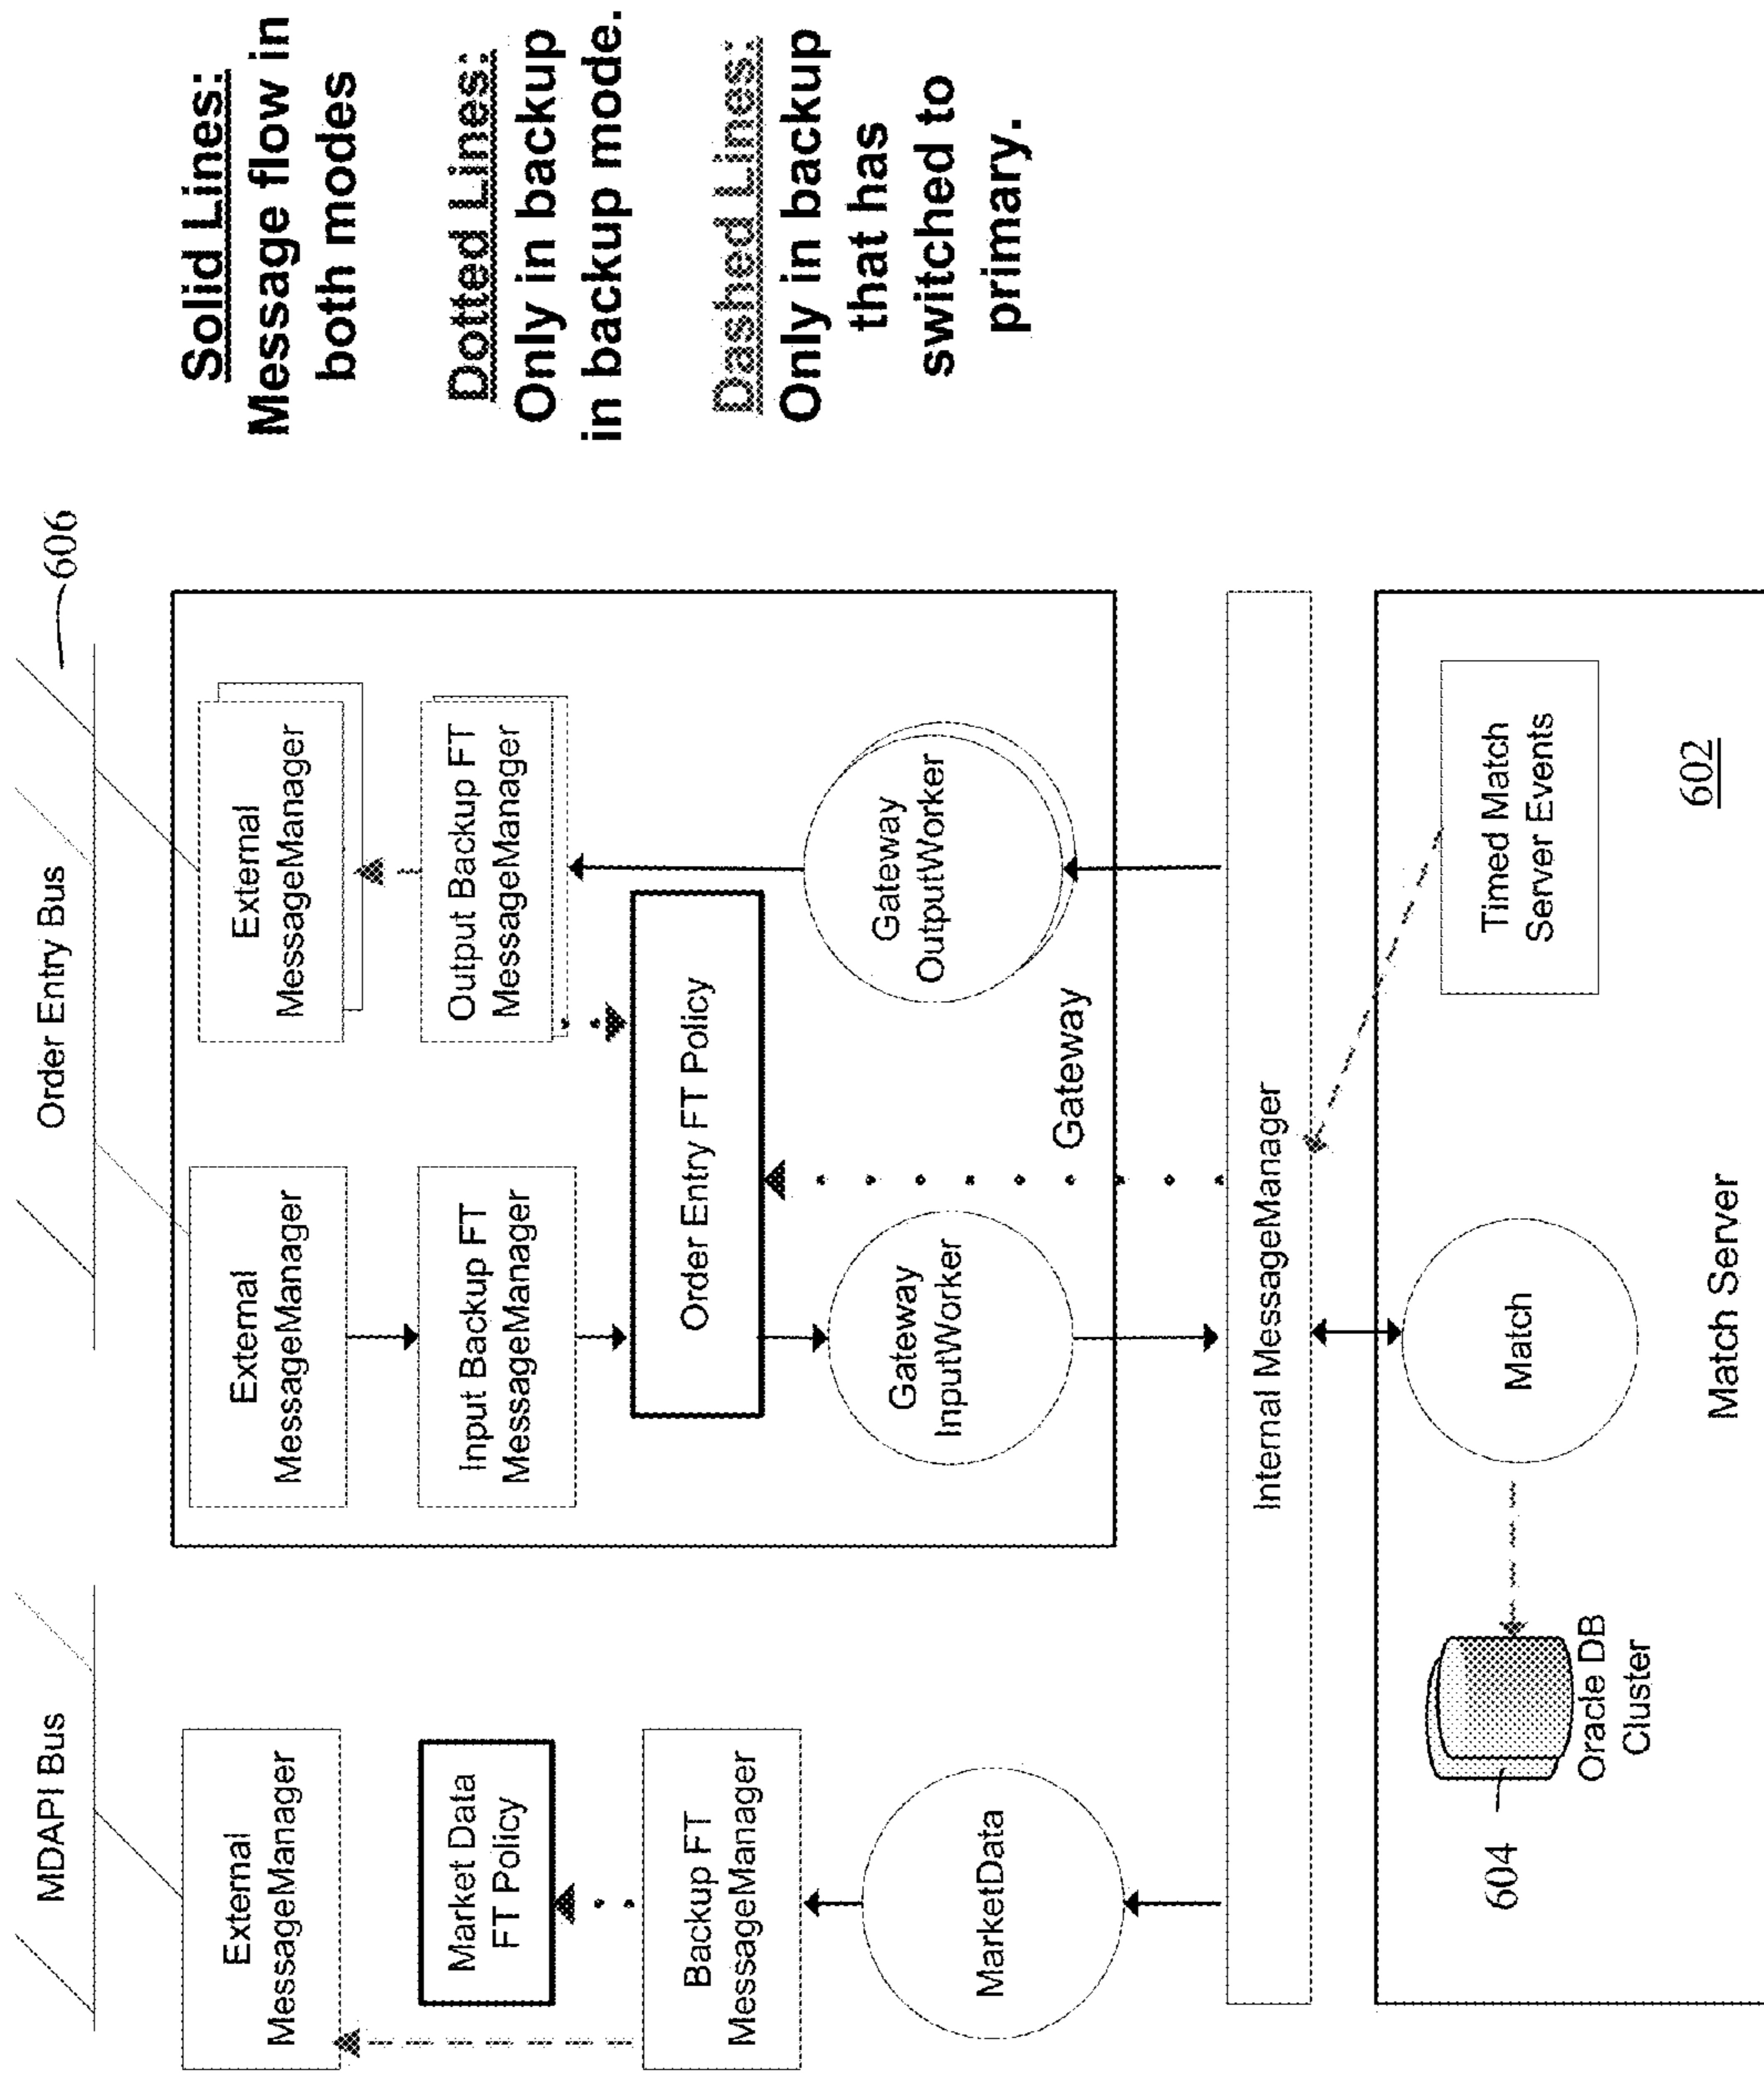 MDAPI Bus
Order Entry Bus
606
External
MessageManager
Market Data
FT Policy
Backup FT
MessageManager
MarketData
External
MessageManager
Input Backup FT
MessageManager
External
MessageManager
Output Backup FT
MessageManager
Order Entry FT Policy
Gateway
InputWorker
Gateway
OutputWorker
Gateway
Internal MessageManager
604
Oracle DB
Cluster
Match
Timed Match
Server Events
Match Server
602
Solid Lines:
Message flow in
both modes
Dotted Lines:
Only in backup
in backup mode.
Dashed Lines:
Only in backup
that has
switched to
primary.